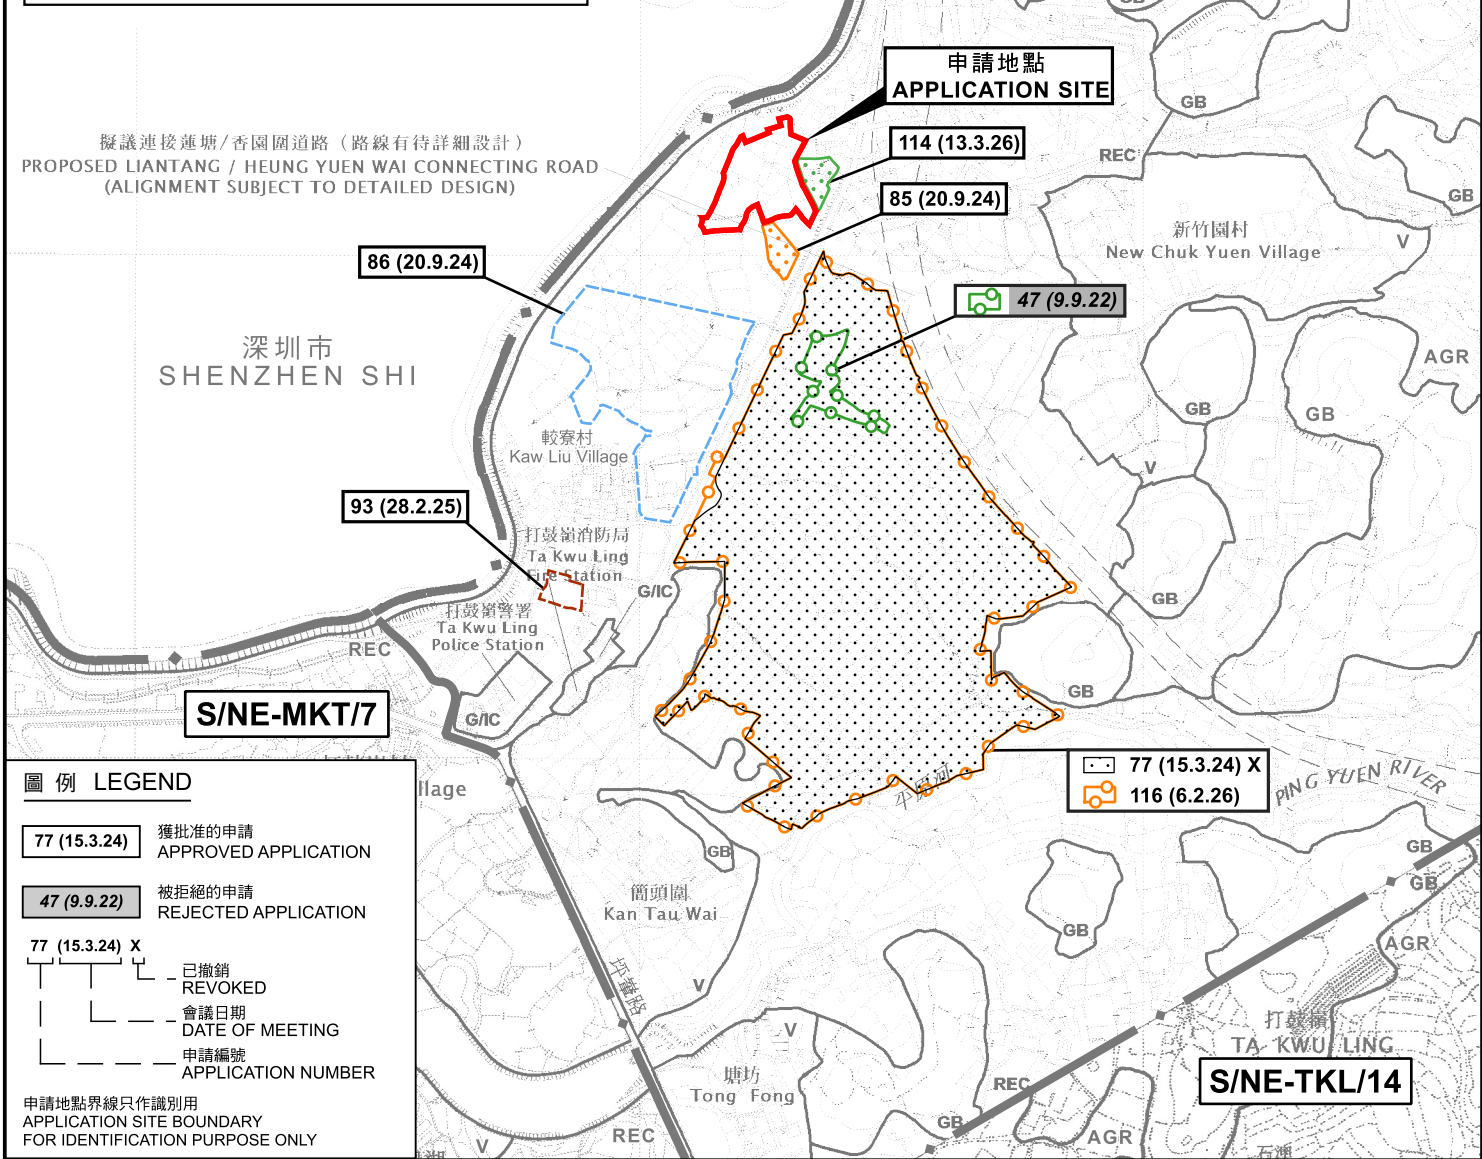 申請地點
APPLICATION SITE
GB
GB
114 (13.3.26)
REC
擬議連接蓮塘/香園圍道路（路線有待詳細設計）
PROPOSED LIANTANG / HEUNG YUEN WAI CONNECTING ROAD
(ALIGNMENT SUBJECT TO DETAILED DESIGN)
85 (20.9.24)
GB
新竹園村
New Chuk Yuen Village
V
86 (20.9.24)
47 (9.9.22)
深圳市
SHENZHEN SHI
AGR
GB
GB
較寮村
Kaw Liu Village
V
93 (28.2.25)
打鼓嶺消防局
Ta Kwu Ling
Fire Station
G/IC
GB
打鼓嶺警署
Ta Kwu Ling
Police Station
REC
GB
S/NE-MKT/7
G/IC
77 (15.3.24) X
116 (6.2.26)
平原河
PING YUEN RIVER
llage
圖 例 LEGEND
77 (15.3.24)
獲批准的申請
APPROVED APPLICATION
47 (9.9.22)
被拒絕的申請
REJECTED APPLICATION
77 (15.3.24) X
已撤銷
REVOKED
會議日期
DATE OF MEETING
申請編號
APPLICATION NUMBER
申請地點界線只作識別用
APPLICATION SITE BOUNDARY
FOR IDENTIFICATION PURPOSE ONLY
GB
GB
GB
簡頭圍
Kan Tau Wai
GB
AGR
V
坪輋路
V
打鼓嶺
TA KWU LING
塘坊
Tong Fong
REC
S/NE-TKL/14
GB
REC
AGR
V